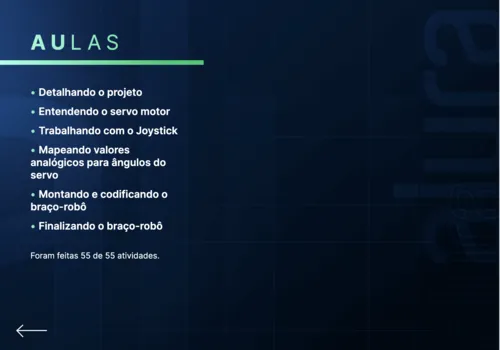 AULAS
• Detalhando o projeto
• Entendendo o servo motor
• Trabalhando com o Joystick
• Mapeando valores
analógicos para ângulos do
servo
• Montando e codificando o
braço-robô
• Finalizando o braço-robô
Foram feitas 55 de 55 atividades.
alura